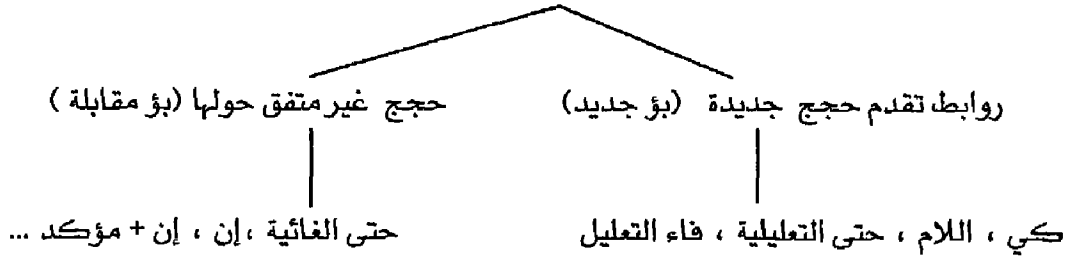 روابط تقدم حجج جديدة (بؤ جديد) حجج غير متفق حولها (بؤ مقابلة )
كي ، اللام ، حتى التعليلية ، فاء التعليل حتى الغائية ،إن ، إن + مؤكد ...